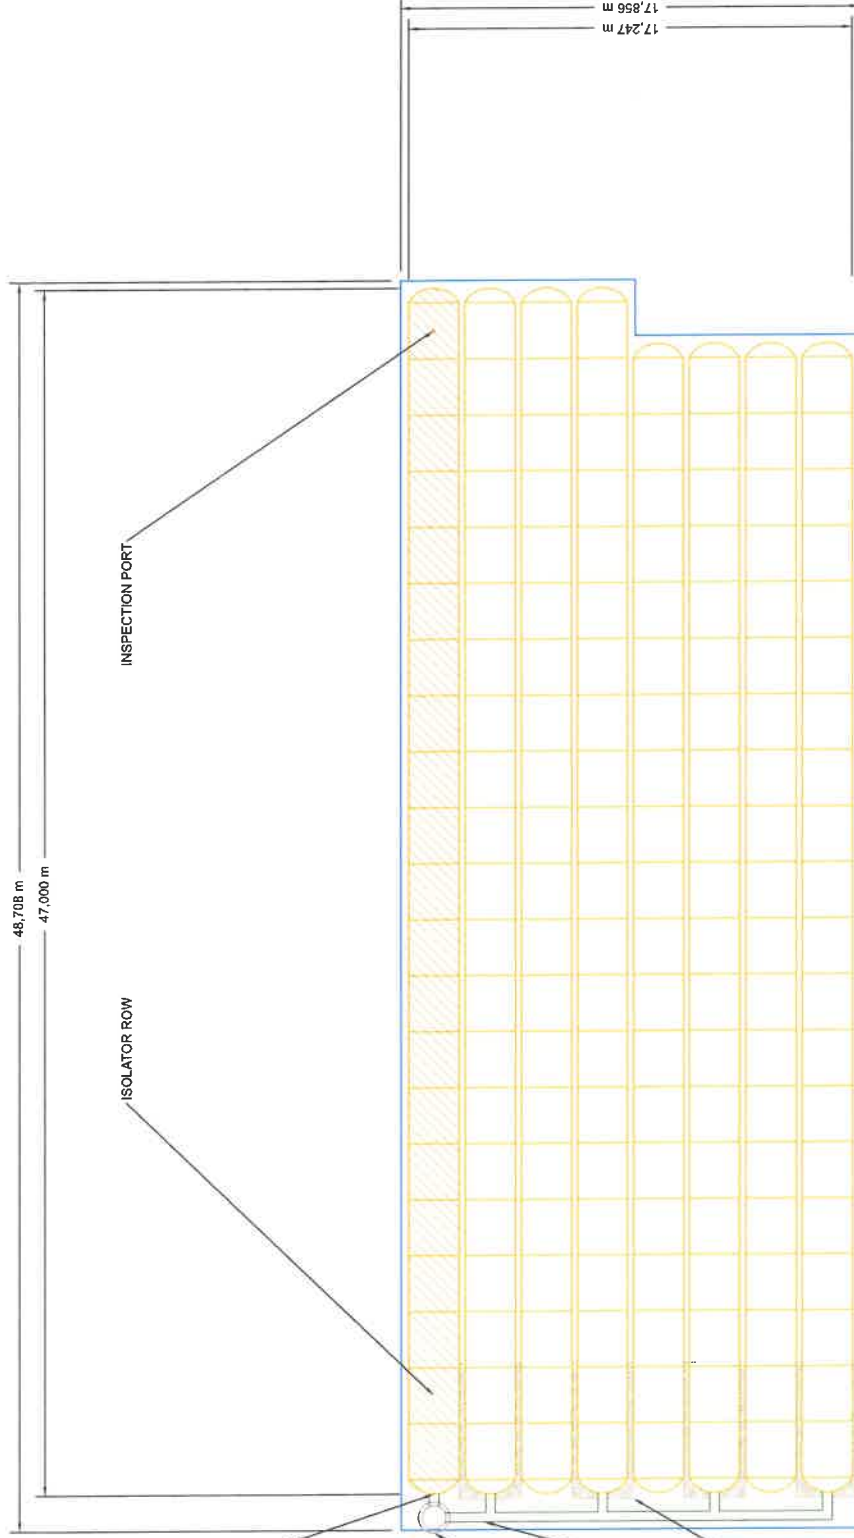 17,856 m
17,247 m
48,708 m
47,000 m
INSPECTION PORT
ISOLATOR ROW